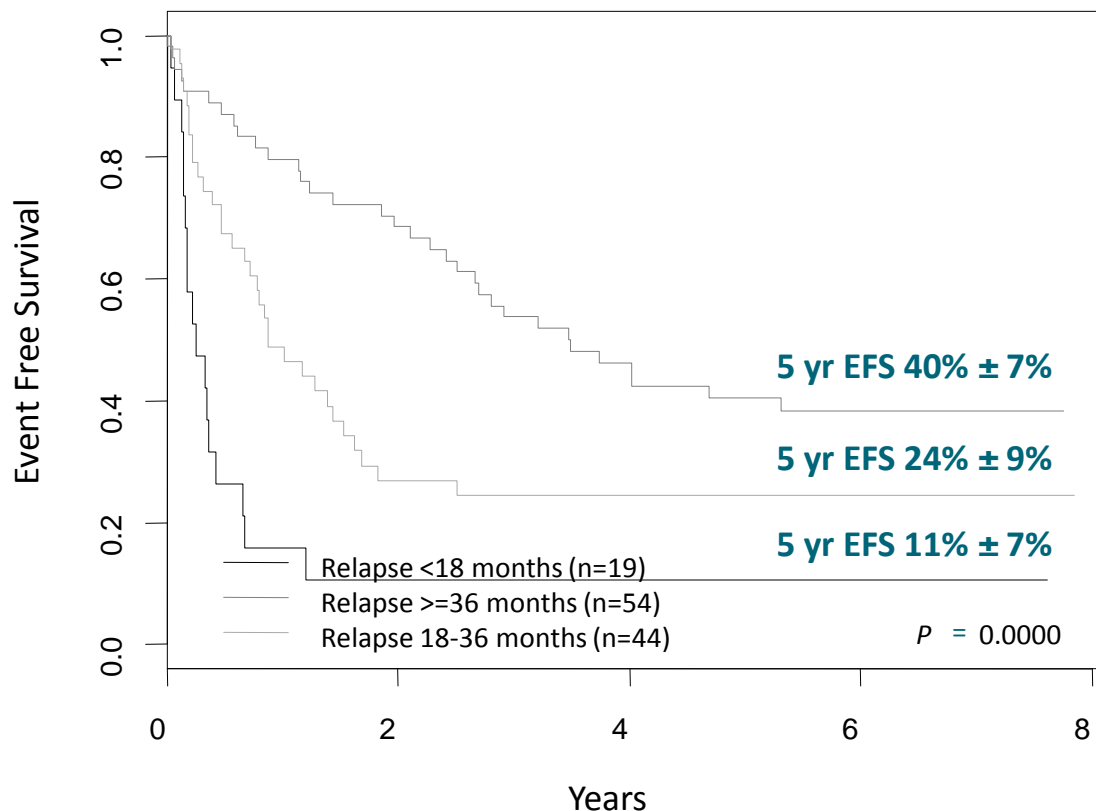 1.0
0.8
0.6
0.4
0.2
0.0
Event Free Survival
5 yr EFS 40% ± 7%
5 yr EFS 24% ± 9%
5 yr EFS 11% ± 7%
Relapse <18 months (n=19)
Relapse >=36 months (n=54)
Relapse 18-36 months (n=44)
P = 0.0000
0 2 4 6 8
Years